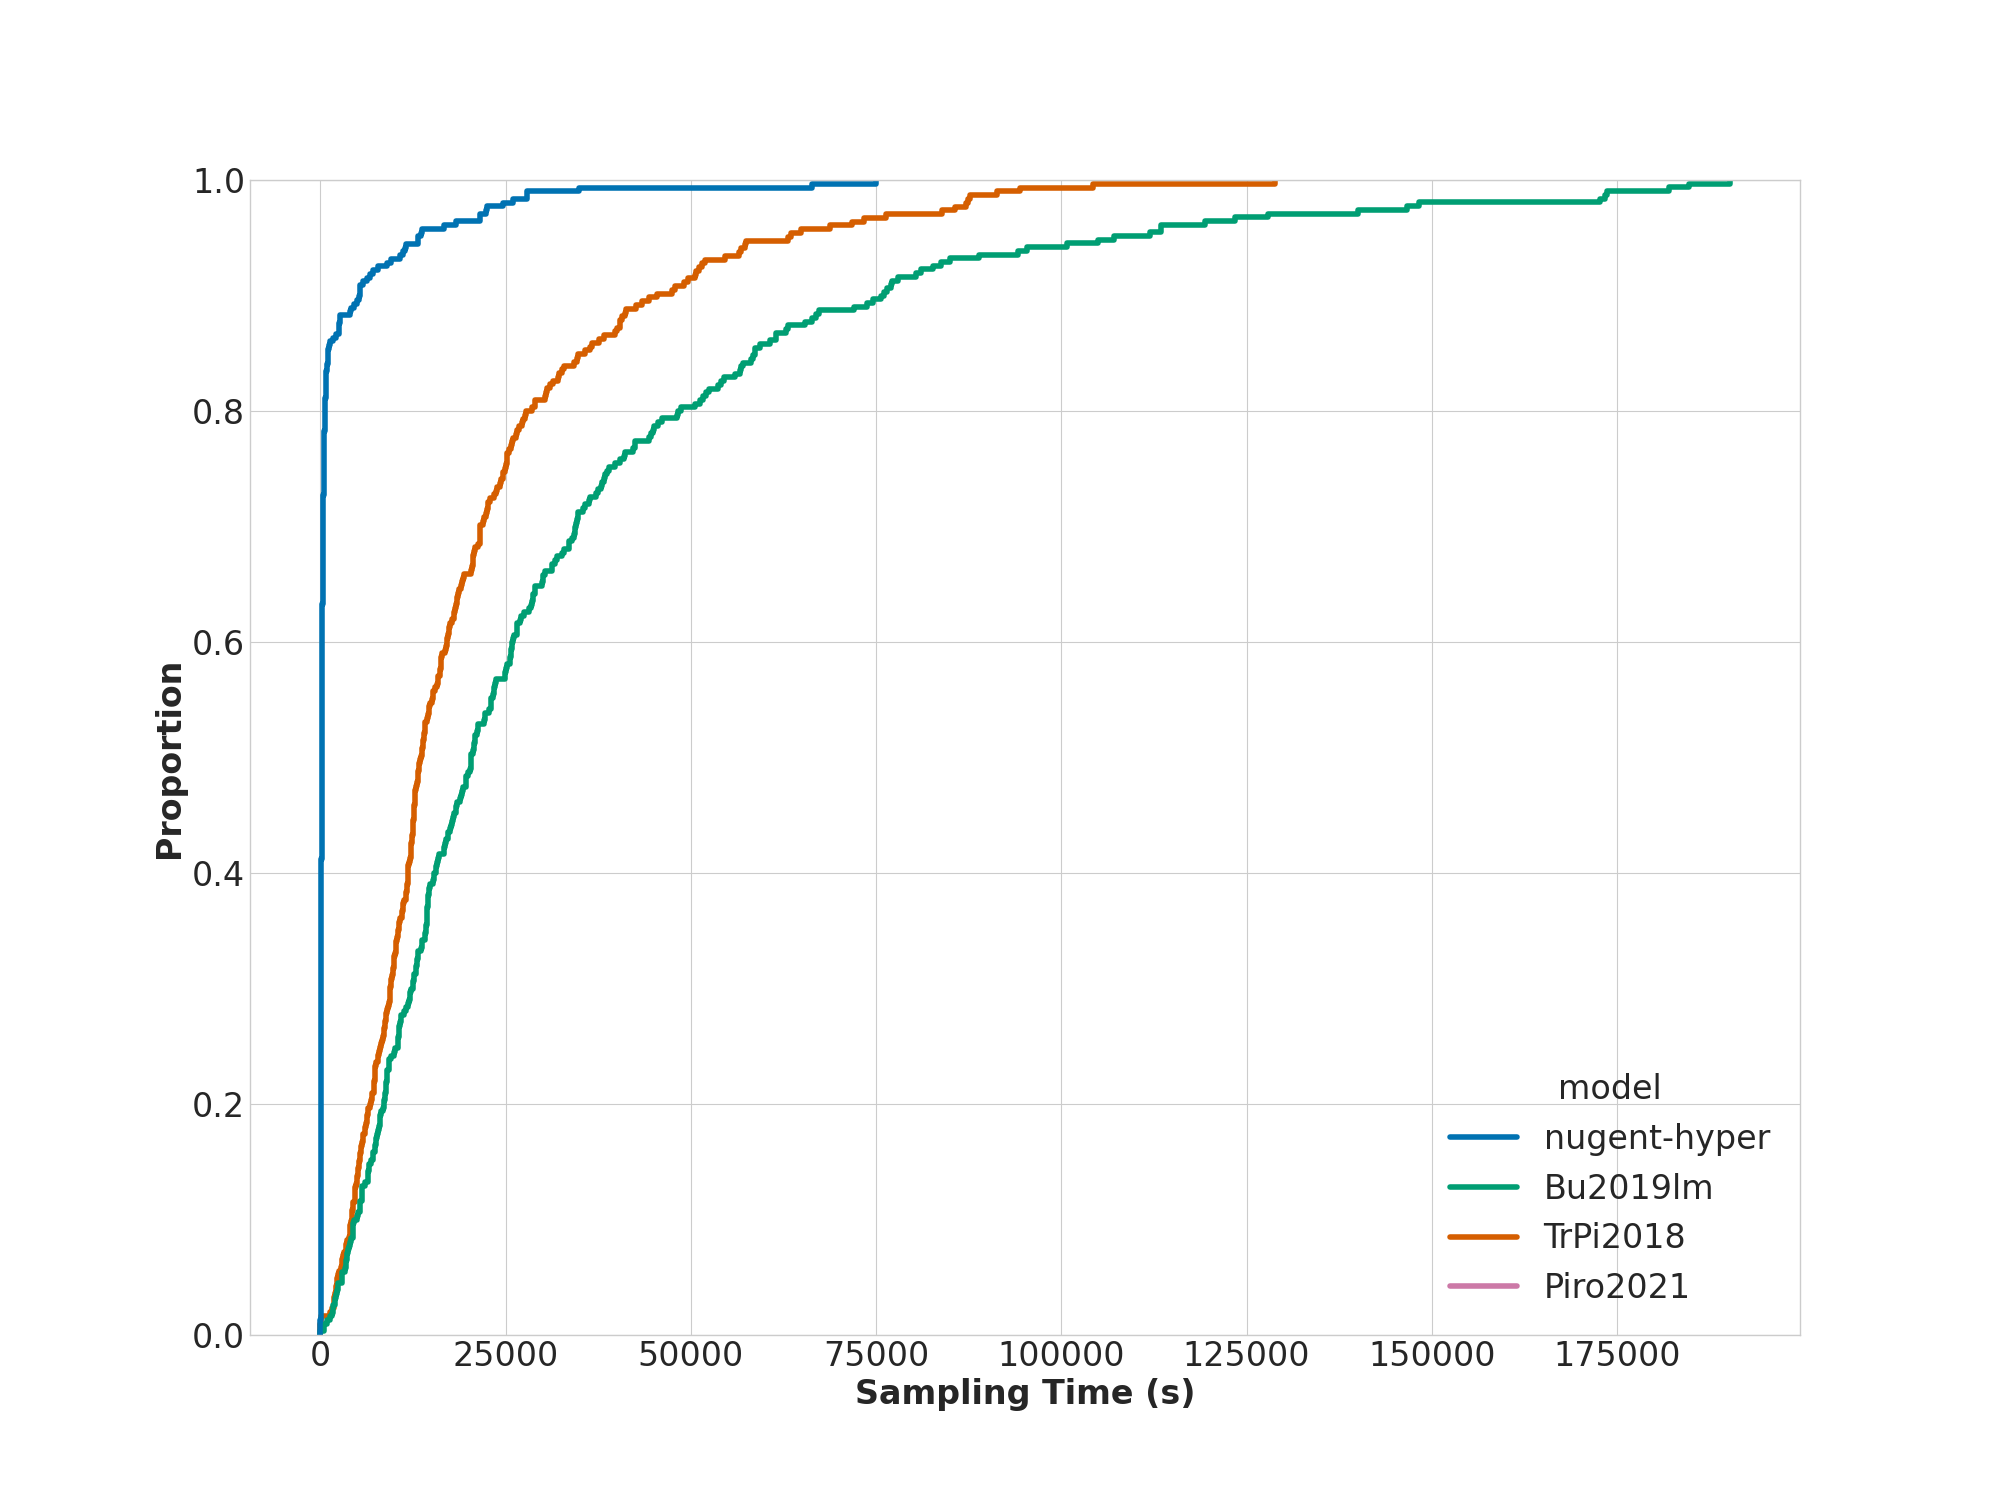 1.0
0.8
0.6
0.4
0.2
0.0
Proportion
0 25000 50000 75000 100000 125000 150000 175000
Sampling Time (s)
model
nugent-hyper
Bu2019lm
TrPi2018
Piro2021